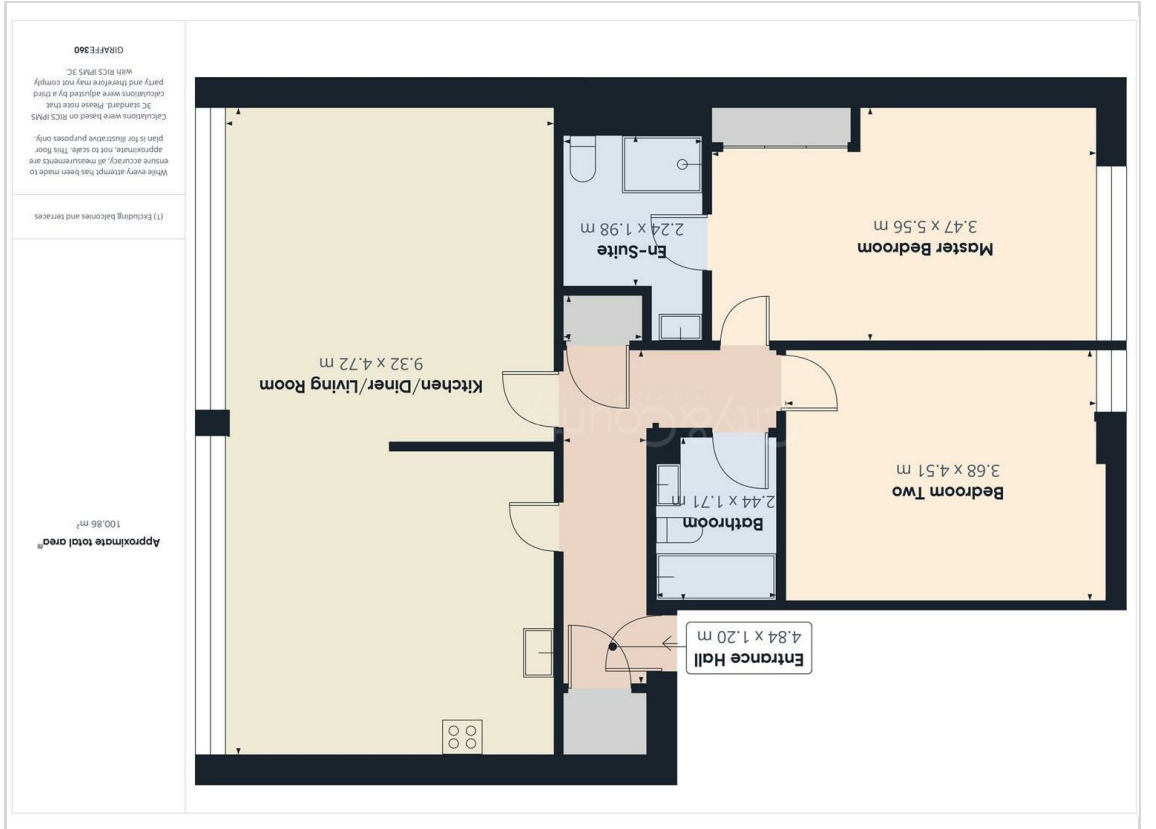 Entrance Hall
4.84 x 1.20 m
Bathroom
2.44 x 1.71 m
Bedroom Two
3.68 x 4.51 m
Kitchen/Diner/Living Room
9.32 x 4.72 m
Master Bedroom
3.47 x 5.56 m
En-Suite
2.24 x 1.98 m
Approximate total area⁽¹⁾
100.86 m²
(1) Excluding balconies and terraces
While every attempt has been made to
ensure accuracy, all measurements are
approximate, not to scale. This floor
plan is for illustrative purposes only.
Calculations were based on RICS IPMS
3C standard. Please note that
calculations were adjusted by a third
party and therefore may not comply
with RICS IPMS 3C.
GIRAFFE360